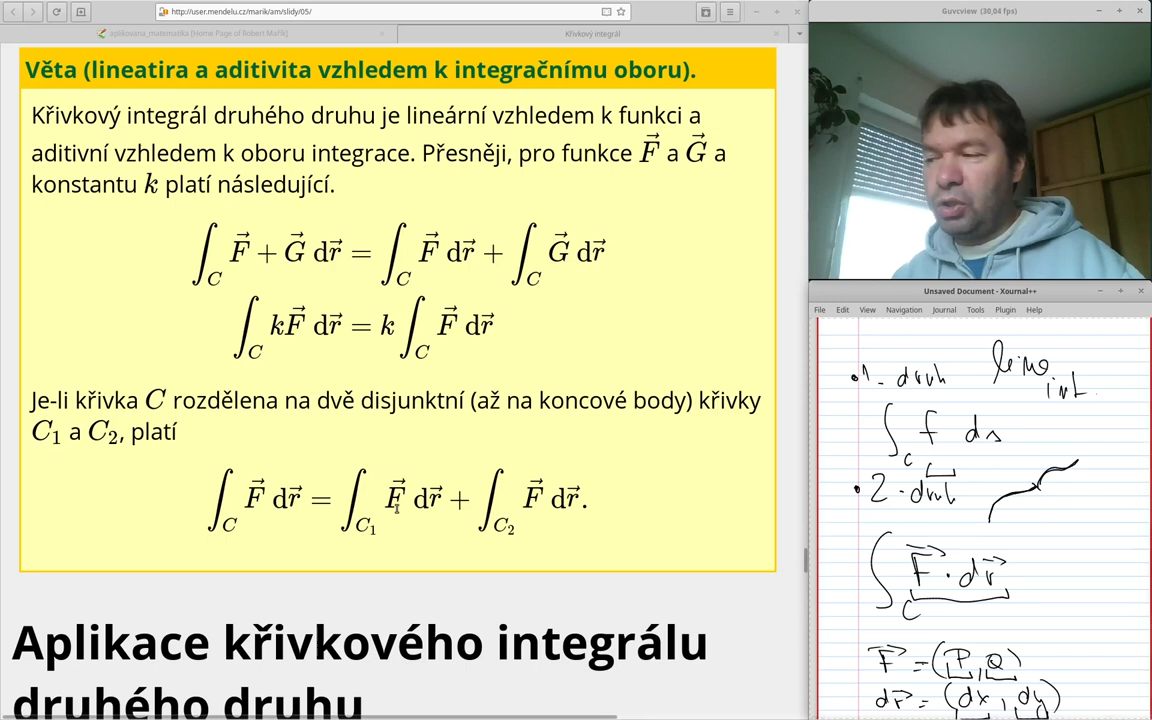 http://user.mendelu.cz/marik/am/slidy/05/
aplikovana_matematika [Home Page of Robert Mařík]
Křivkový integrál
Věta (lineatira a aditivita vzhledem k integračnímu oboru).
Křivkový integrál druhého druhu je lineární vzhledem k funkci a
aditivní vzhledem k oboru integrace. Přesněji, pro funkce F⃗ a G⃗ a
konstantu k platí následující.
∫_C F⃗ + G⃗ dr⃗ = ∫_C F⃗ dr⃗ + ∫_C G⃗ dr⃗
∫_C kF⃗ dr⃗ = k ∫_C F⃗ dr⃗
Je-li křivka C rozdělena na dvě disjunktní (až na koncové body) křivky
C₁ a C₂, platí
∫_C F⃗ dr⃗ = ∫_C₁ F⃗ dr⃗ + ∫_C₂ F⃗ dr⃗.
Aplikace křivkového integrálu
druhého druhu
Guvcview (30,04 fps)
Unsaved Document - Xournal++
File Edit View Navigation Journal Tools Plugin Help
1. druh
int.
∫_C f ds
2. druh
∫_C F⃗ · dr⃗
F⃗ = (P, Q)
dr⃗ = (dx, dy)